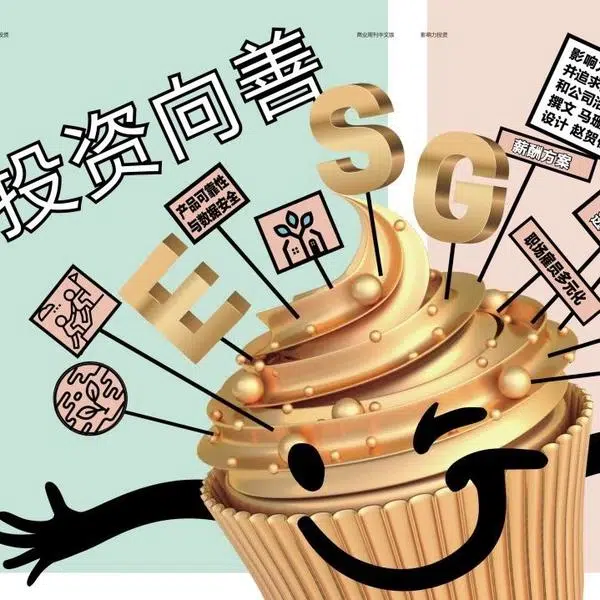 投资
商业周刊中文版
影响力投资
投资向善
E S G
影响
并追求
和公司治
撰文 马
设计 赵贺
薪酬方案
产品可靠性
与数据安全
职场雇员多元化